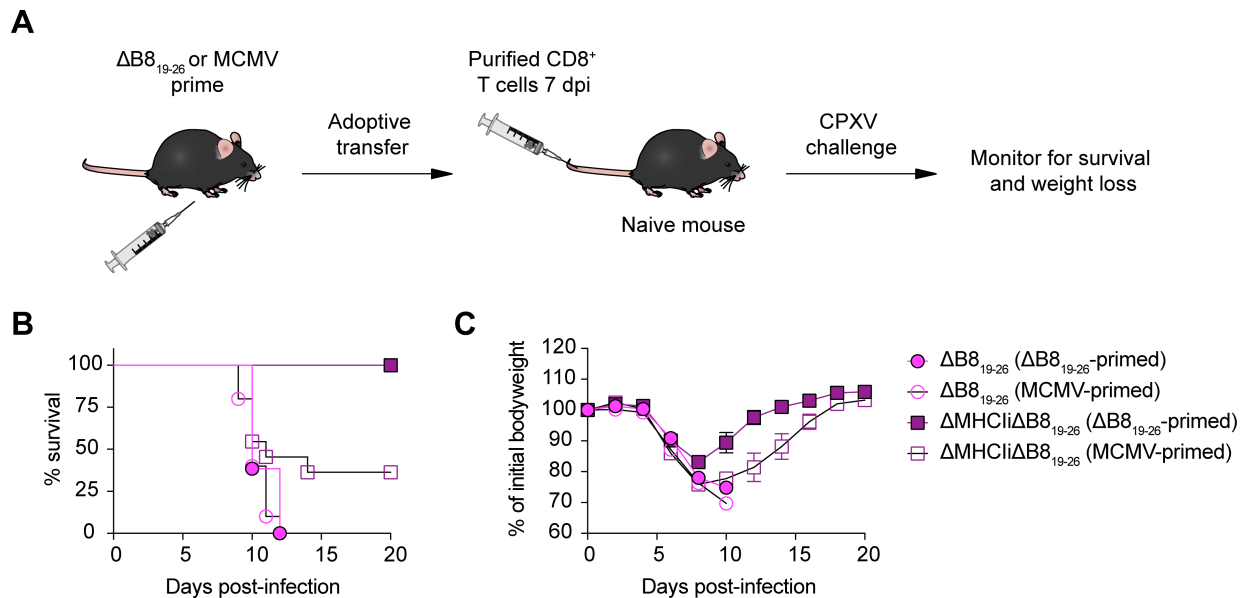 A
ΔB8₁₉₋₂₆ or MCMV
prime
Adoptive
transfer
Purified CD8⁺
T cells 7 dpi
Naive mouse
CPXV
challenge
Monitor for survival
and weight loss
B
% survival
100
75
50
25
0
0 5 10 15 20
Days post-infection
C
% of initial bodyweight
120
110
100
90
80
70
60
0 5 10 15 20
Days post-infection
ΔB8₁₉₋₂₆ (ΔB8₁₉₋₂₆-primed)
ΔB8₁₉₋₂₆ (MCMV-primed)
ΔMHCIiΔB8₁₉₋₂₆ (ΔB8₁₉₋₂₆-primed)
ΔMHCIiΔB8₁₉₋₂₆ (MCMV-primed)